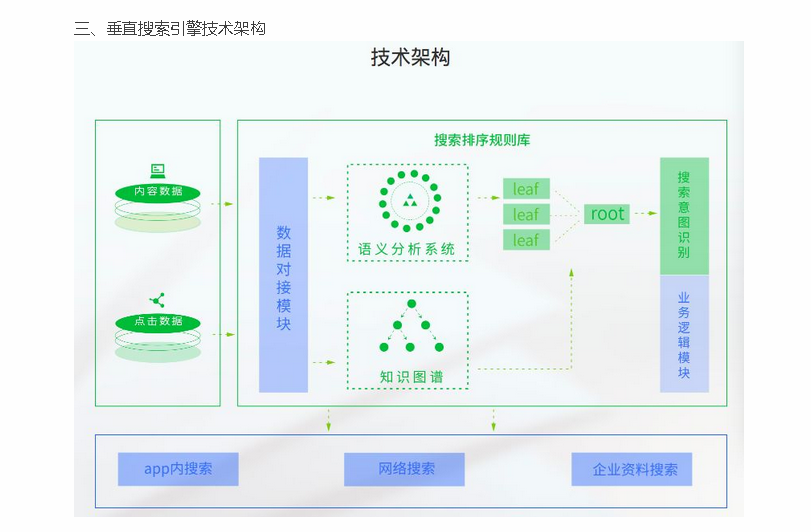 三、垂直搜索引擎技术架构
技术架构
搜索排序规则库
内容数据
点击数据
数据对接模块
语义分析系统
知识图谱
leaf
leaf
leaf
root
搜索意图识别
业务逻辑模块
app内搜索
网络搜索
企业资料搜索